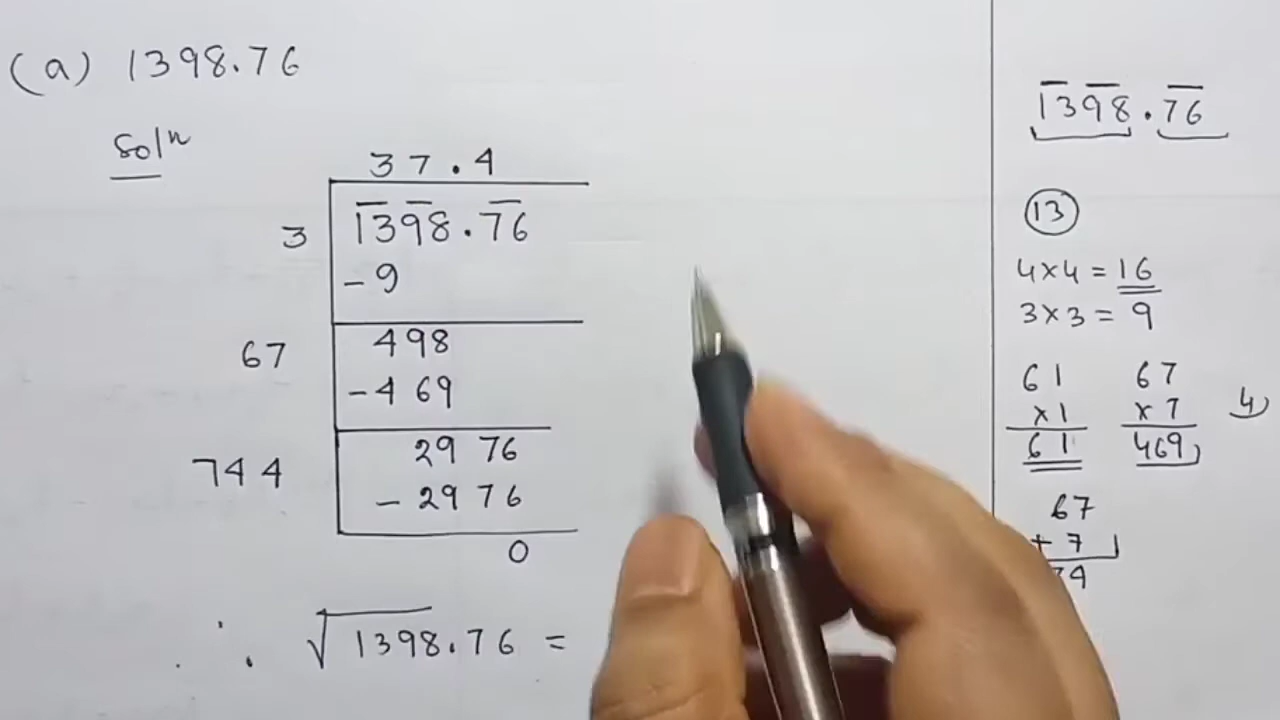 (a) 1398.76
Solⁿ
37.4
3 1398.76
-9
67 498
-469
744 2976
-2976
0
∴ √1398.76 =
1398.76
13
4×4 = 16
3×3 = 9
61 67 4
×1 ×7
61 469
67
+7